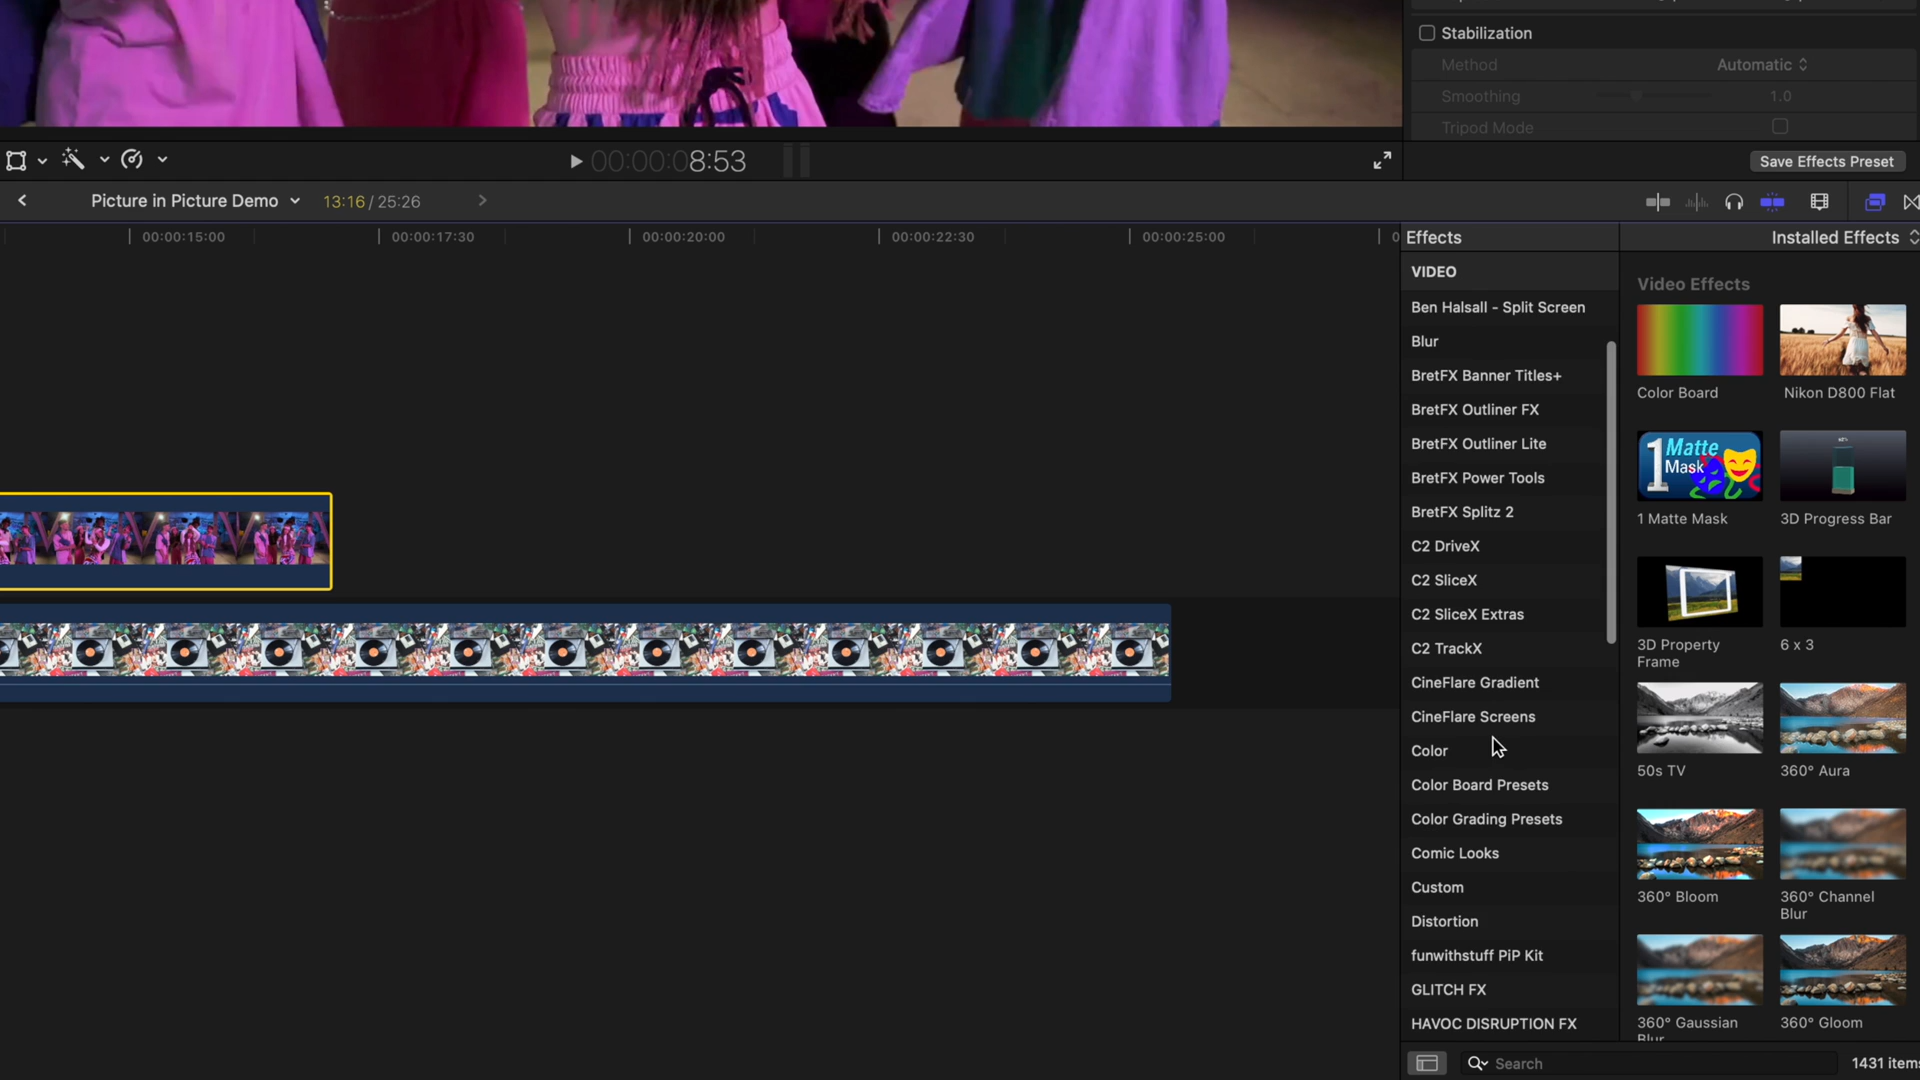 Stabilization
Method Automatic
Smoothing 1.0
Tripod Mode
00:00:08:53
Save Effects Preset
Picture in Picture Demo 13:16 / 25:26
00:00:15:00 00:00:17:30 00:00:20:00 00:00:22:30 00:00:25:00 0
Effects
Installed Effects
VIDEO
Ben Halsall - Split Screen
Blur
BretFX Banner Titles+
BretFX Outliner FX
BretFX Outliner Lite
BretFX Power Tools
BretFX Splitz 2
C2 DriveX
C2 SliceX
C2 SliceX Extras
C2 TrackX
CineFlare Gradient
CineFlare Screens
Color
Color Board Presets
Color Grading Presets
Comic Looks
Custom
Distortion
funwithstuff PiP Kit
GLITCH FX
HAVOC DISRUPTION FX
Video Effects
Color Board
Nikon D800 Flat
1 Matte
Mask
1 Matte Mask
3D Progress Bar
3D Property
Frame
6 x 3
50s TV
360° Aura
360° Bloom
360° Channel
Blur
360° Gaussian
Blur
360° Gloom
Search
1431 items